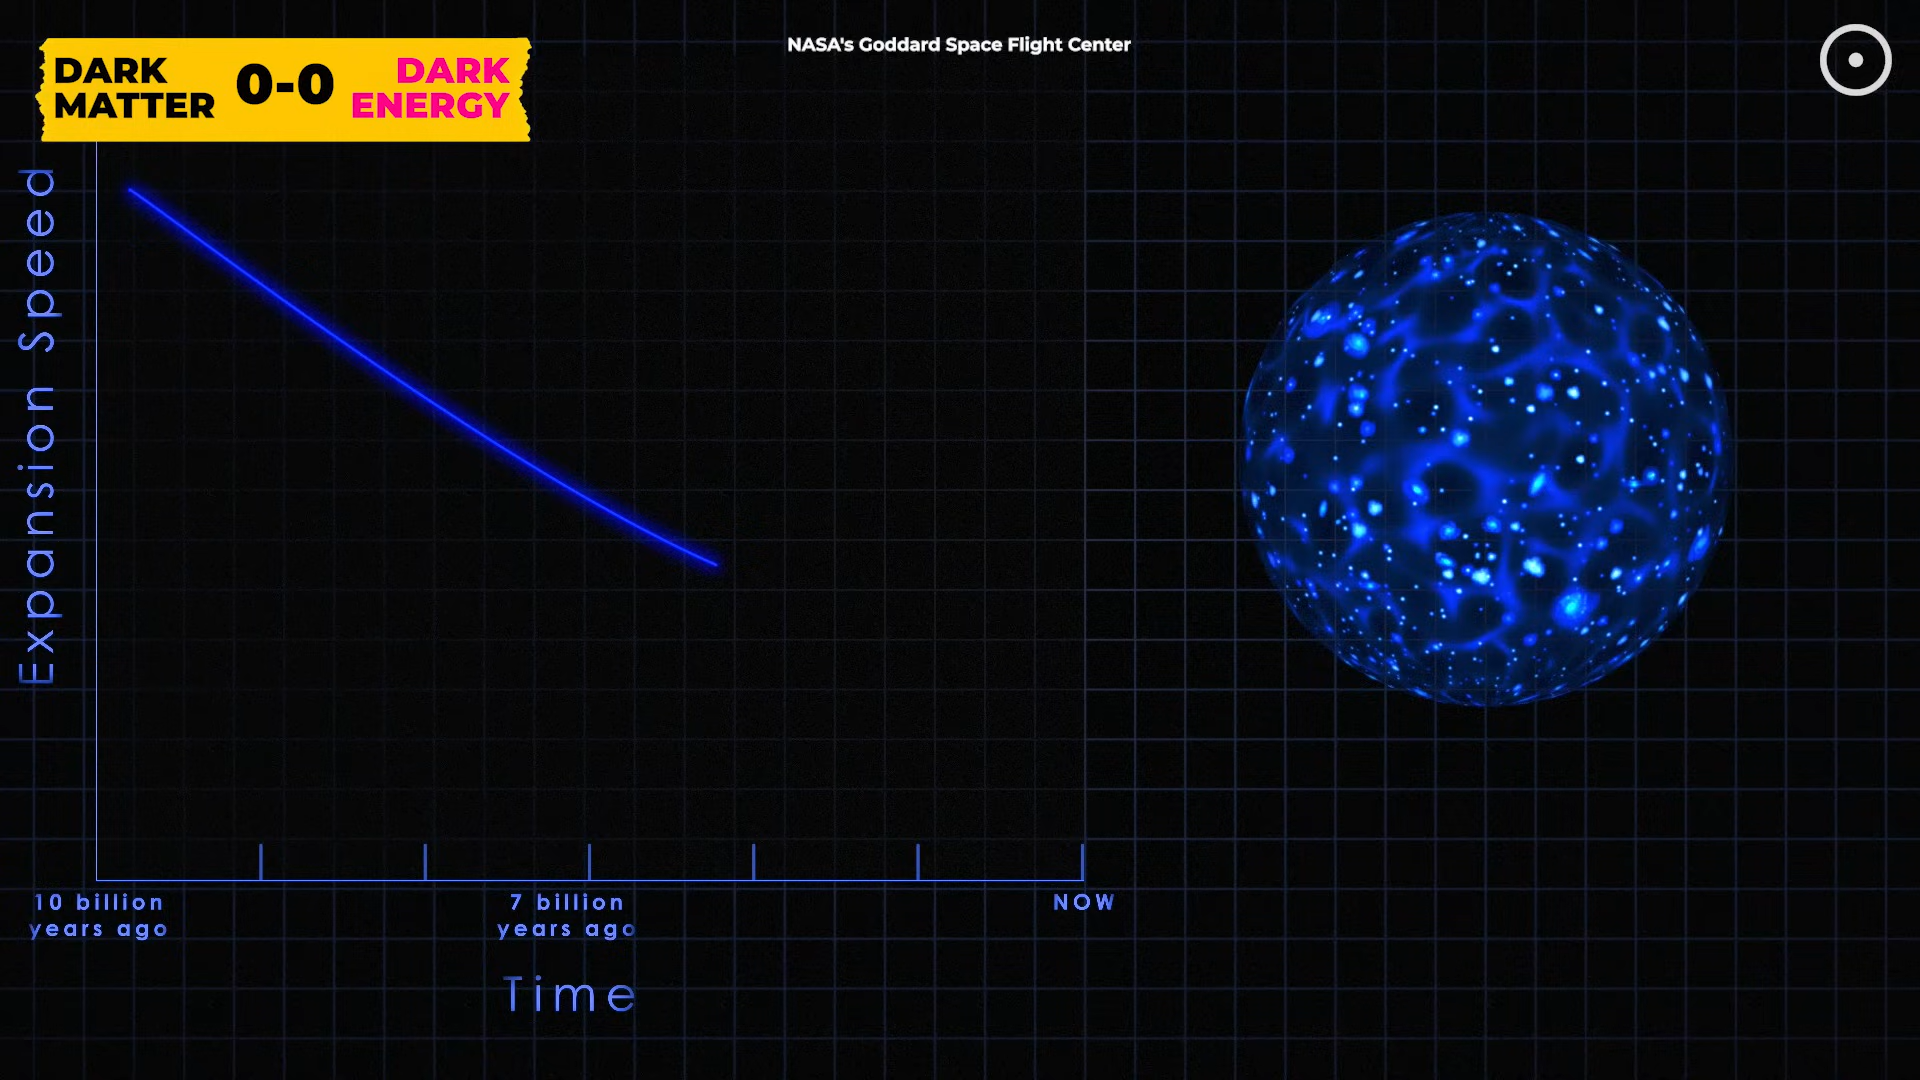 NASA's Goddard Space Flight Center
DARK
MATTER
0-0
DARK
ENERGY
Expansion Speed
10 billion
years ago
7 billion
years ago
NOW
Time